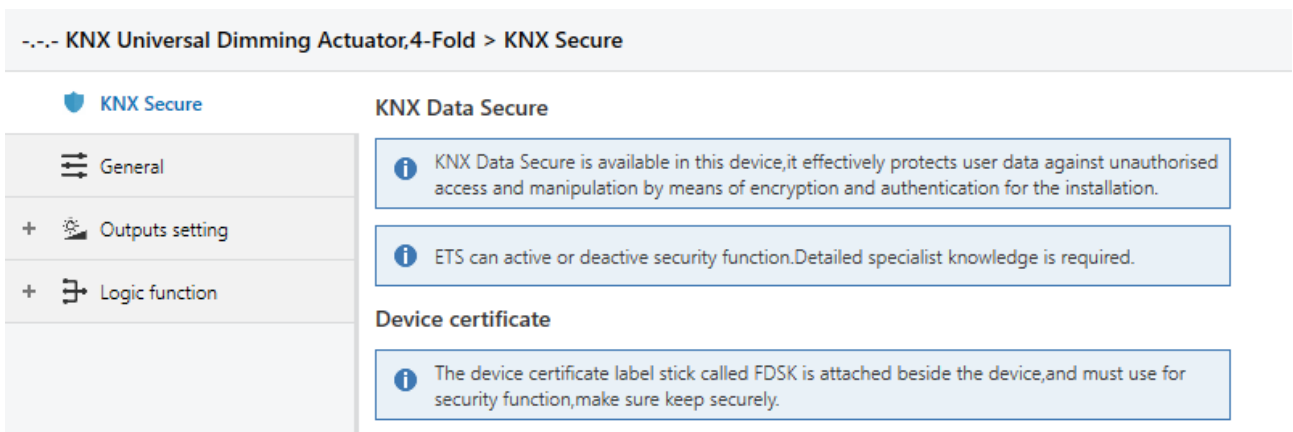 -.-.- KNX Universal Dimming Actuator,4-Fold > KNX Secure
KNX Secure
General
+ Outputs setting
+ Logic function
KNX Data Secure
KNX Data Secure is available in this device,it effectively protects user data against unauthorised
access and manipulation by means of encryption and authentication for the installation.
ETS can active or deactive security function.Detailed specialist knowledge is required.
Device certificate
The device certificate label stick called FDSK is attached beside the device,and must use for
security function,make sure keep securely.